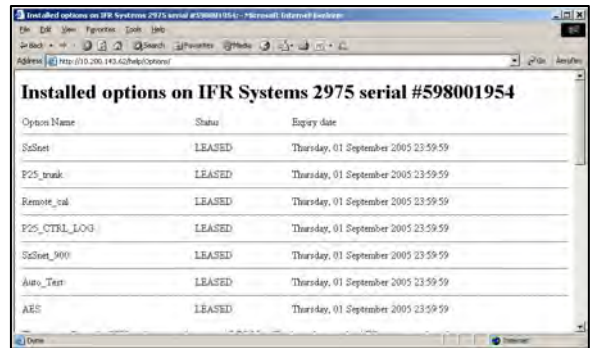 Installed options on IFR Systems 2975 serial #598001954 - Microsoft Internet Explorer
File Edit View Favorites Tools Help
Back Search Favorites Media
Address http://10.200.143.62/help/Options/ Go
Installed options on IFR Systems 2975 serial #598001954
Option Name Status Expiry date
SzSnet LEASED Thursday, 01 September 2005 23:59:59
P25_trunk LEASED Thursday, 01 September 2005 23:59:59
Remote_cal LEASED Thursday, 01 September 2005 23:59:59
P25_CTRL_LOG LEASED Thursday, 01 September 2005 23:59:59
SzSnet_900 LEASED Thursday, 01 September 2005 23:59:59
Auto_Test LEASED Thursday, 01 September 2005 23:59:59
AES LEASED Thursday, 01 September 2005 23:59:59
Done Internet